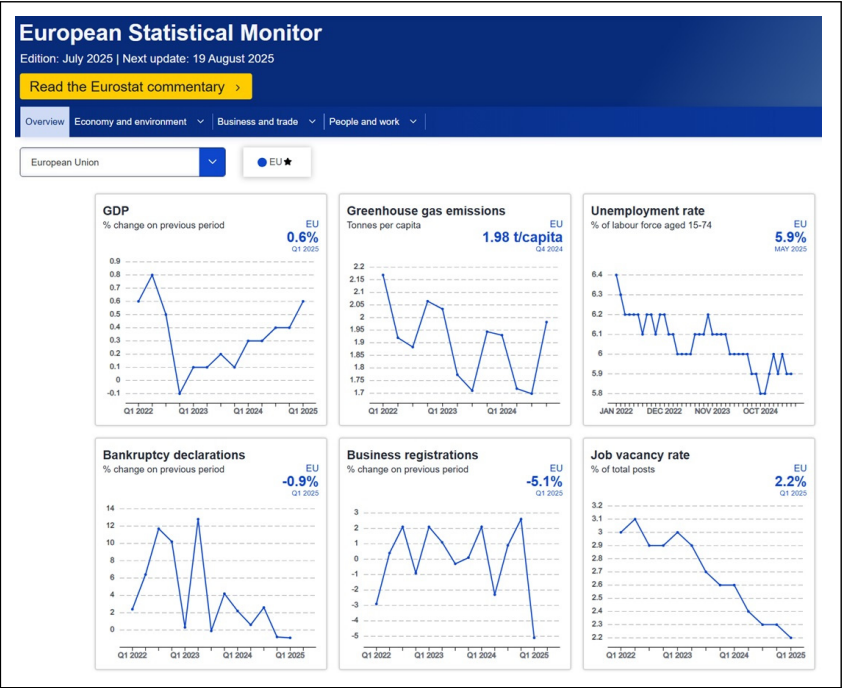 European Statistical Monitor
Edition: July 2025 | Next update: 19 August 2025
Read the Eurostat commentary ›
Overview Economy and environment Business and trade People and work
European Union
EU★
GDP
% change on previous period
EU
0.6%
Q1 2025
0.9
0.8
0.7
0.6
0.5
0.4
0.3
0.2
0.1
0
-0.1
Q1 2022 Q1 2023 Q1 2024 Q1 2025
Greenhouse gas emissions
Tonnes per capita
EU
1.98 t/capita
Q4 2024
2.2
2.15
2.1
2.05
2
1.95
1.9
1.85
1.8
1.75
1.7
Q1 2022 Q1 2023 Q1 2024
Unemployment rate
% of labour force aged 15-74
EU
5.9%
MAY 2025
6.4
6.3
6.2
6.1
6
5.9
5.8
JAN 2022 DEC 2022 NOV 2023 OCT 2024
Bankruptcy declarations
% change on previous period
EU
-0.9%
Q1 2025
14
12
10
8
6
4
2
0
Q1 2022 Q1 2023 Q1 2024 Q1 2025
Business registrations
% change on previous period
EU
-5.1%
Q1 2025
3
2
1
0
-1
-2
-3
-4
-5
Q1 2022 Q1 2023 Q1 2024 Q1 2025
Job vacancy rate
% of total posts
EU
2.2%
Q1 2025
3.2
3.1
3
2.9
2.8
2.7
2.6
2.5
2.4
2.3
2.2
Q1 2022 Q1 2023 Q1 2024 Q1 2025